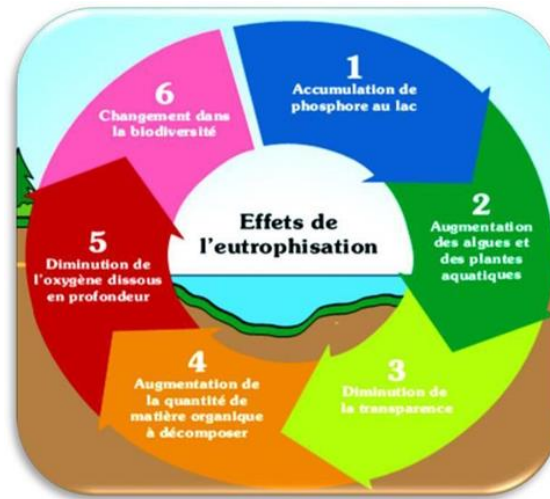 1
Accumulation de
phosphore au lac
2
Augmentation
des algues et
des plantes
aquatiques
3
Diminution de
la transparence
4
Augmentation de
la quantité de
matière organique
à décomposer
5
Diminution de
l'oxygène dissous
en profondeur
6
Changement dans
la biodiversité
Effets de
l'eutrophisation